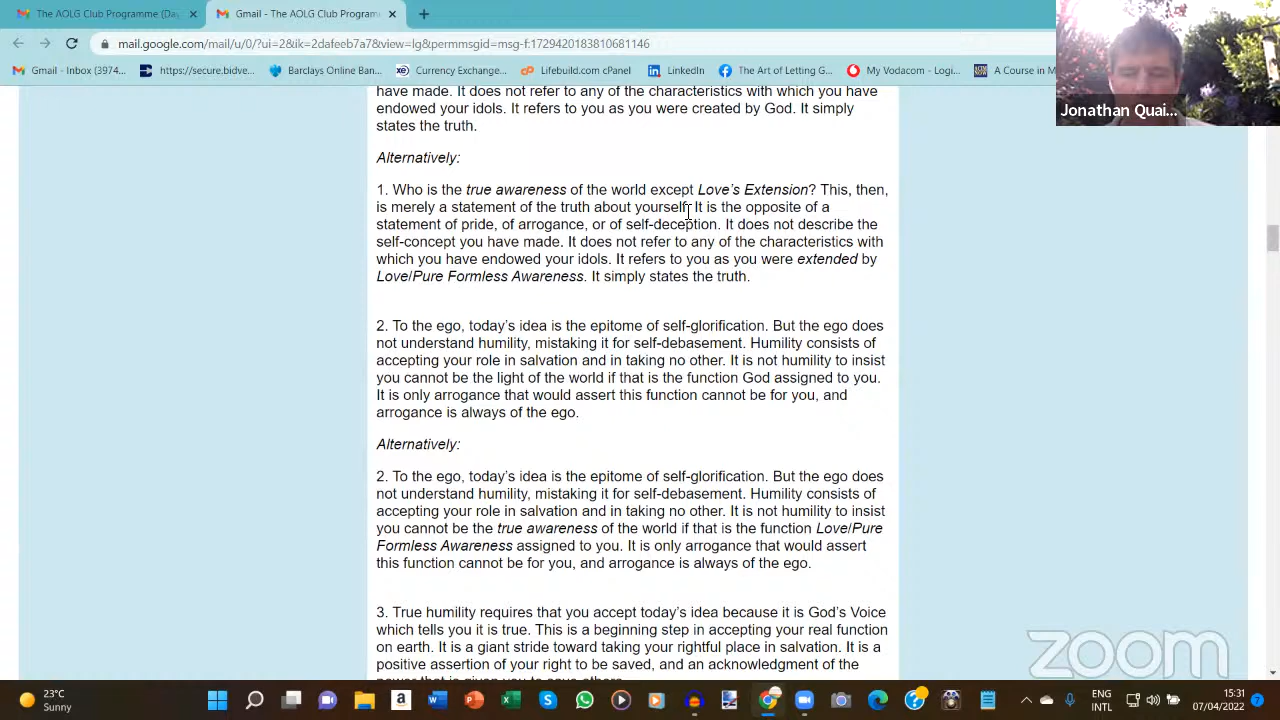 The AOLG Club Programme (Day
Gmail - The AOLG Club Programm
mail.google.com/mail/u/0/?ui=2&ik=2dafeeb7a7&view=lg&permmsgid=msg-f:1729420183810681146
Gmail - Inbox (3974...
https://secure.bidve...
Barclays Online Ban...
Currency Exchange...
Lifebuild.com cPanel
LinkedIn
The Art of Letting G...
My Vodacom - Logi...
A Course in M
Jonathan Quai...
have made. It does not refer to any of the characteristics with which you have
endowed your idols. It refers to you as you were created by God. It simply
states the truth.
Alternatively:
1. Who is the true awareness of the world except Love's Extension? This, then,
is merely a statement of the truth about yourself. It is the opposite of a
statement of pride, of arrogance, or of self-deception. It does not describe the
self-concept you have made. It does not refer to any of the characteristics with
which you have endowed your idols. It refers to you as you were extended by
Love/Pure Formless Awareness. It simply states the truth.
2. To the ego, today's idea is the epitome of self-glorification. But the ego does
not understand humility, mistaking it for self-debasement. Humility consists of
accepting your role in salvation and in taking no other. It is not humility to insist
you cannot be the light of the world if that is the function God assigned to you.
It is only arrogance that would assert this function cannot be for you, and
arrogance is always of the ego.
Alternatively:
2. To the ego, today's idea is the epitome of self-glorification. But the ego does
not understand humility, mistaking it for self-debasement. Humility consists of
accepting your role in salvation and in taking no other. It is not humility to insist
you cannot be the true awareness of the world if that is the function Love/Pure
Formless Awareness assigned to you. It is only arrogance that would assert
this function cannot be for you, and arrogance is always of the ego.
3. True humility requires that you accept today's idea because it is God's Voice
which tells you it is true. This is a beginning step in accepting your real function
on earth. It is a giant stride toward taking your rightful place in salvation. It is a
positive assertion of your right to be saved, and an acknowledgment of the
power that is given you to save others.
zoom
23°C
Sunny
ENG
INTL
15:31
07/04/2022